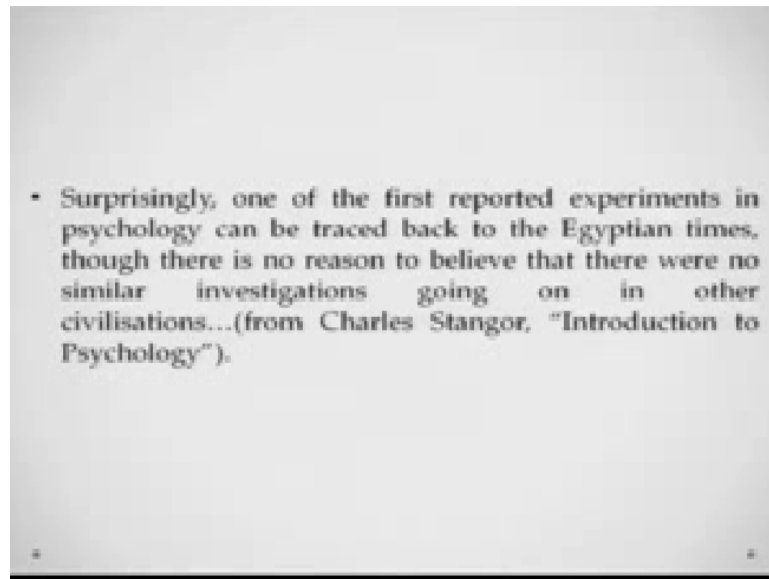 • Surprisingly, one of the first reported experiments in
psychology can be traced back to the Egyptian times,
though there is no reason to believe that there were no
similar investigations going on in other
civilisations...(from Charles Stangor, "Introduction to
Psychology").